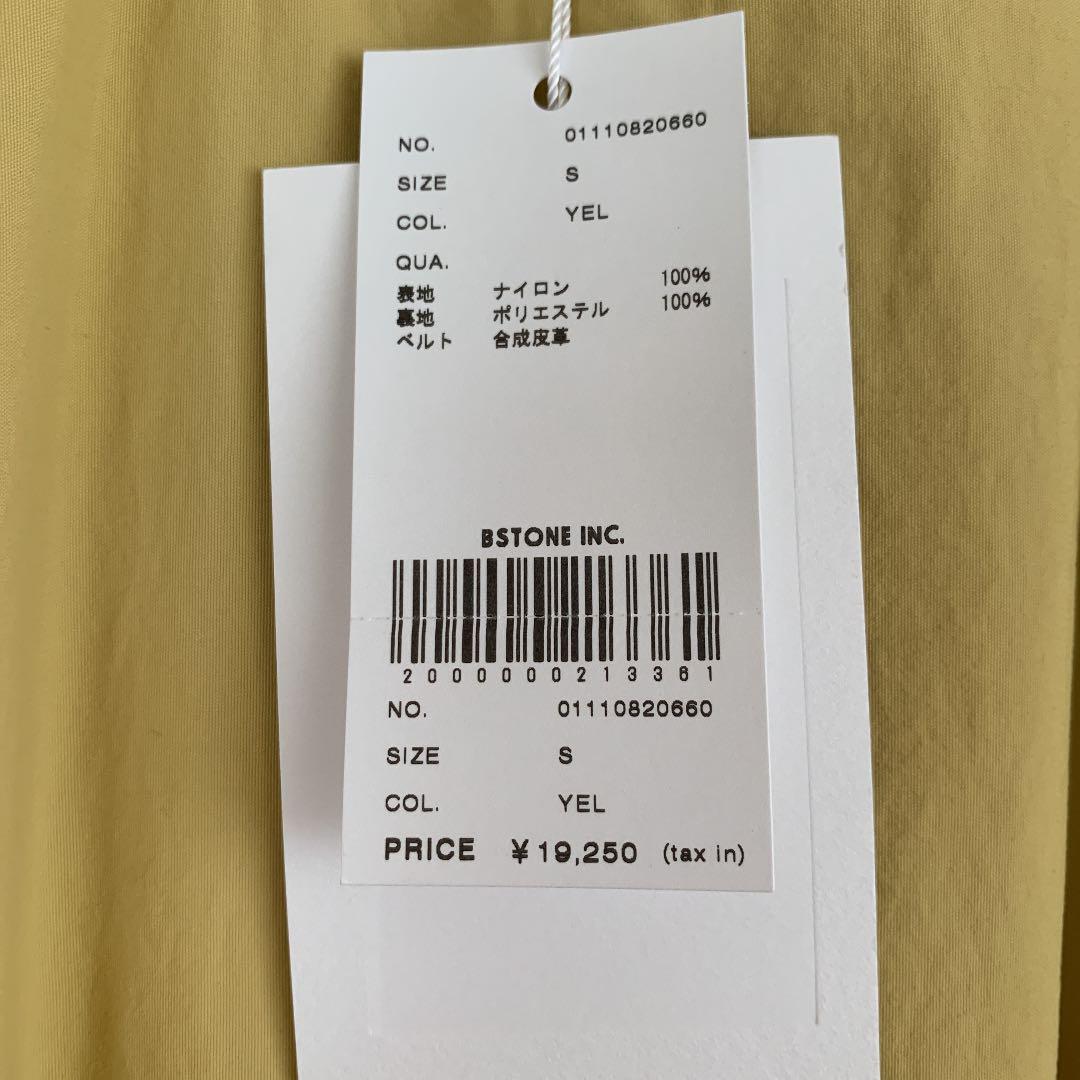 NO. 01110820660
SIZE S
COL. YEL
QUA.
表地 ナイロン 100%
裏地 ポリエステル 100%
ベルト 合成皮革
BSTONE INC.
2000000213361
NO. 01110820660
SIZE S
COL. YEL
PRICE ¥19,250 (tax in)